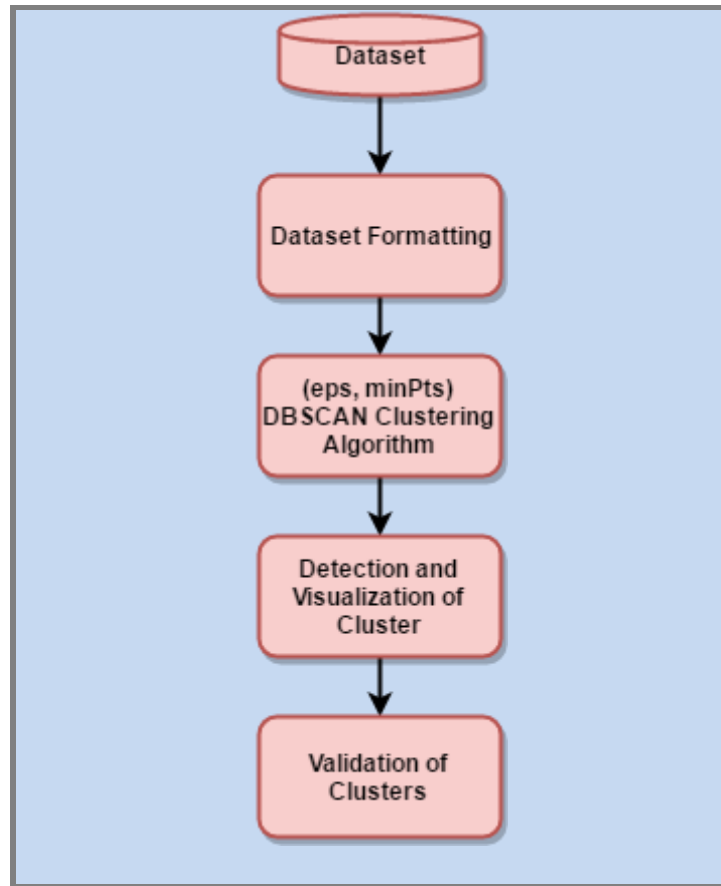 Dataset
Dataset Formatting
(eps, minPts)
DBSCAN Clustering
Algorithm
Detection and
Visualization of
Cluster
Validation of
Clusters